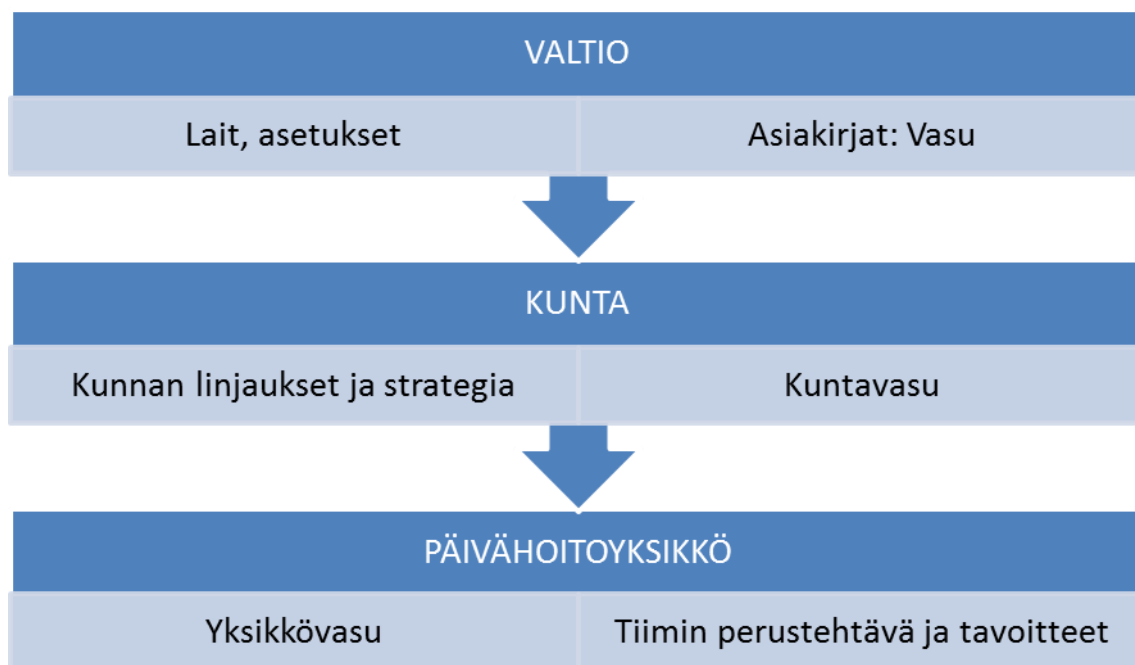 VALTIO
Lait, asetukset
Asiakirjat: Vasu
KUNTA
Kunnan linjaukset ja strategia
Kuntavasu
PÄIVÄHOITOYKSIKKÖ
Yksikkövasu
Tiimin perustehtävä ja tavoitteet